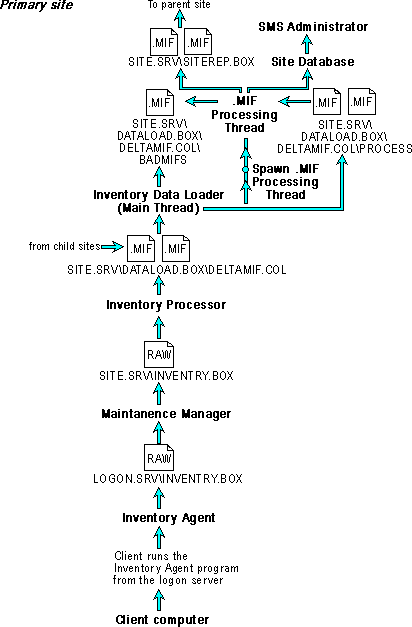 Primary site
To parent site
SMS Administrator
.MIF
.MIF
SITE.SRV\SITEREP.BOX
Site Database
.MIF
.MIF
Processing
Thread
.MIF
.MIF
SITE.SRV\
DATALOAD.BOX\
DELTAMIF.COL\
BADMIFS
SITE.SRV\
DATALOAD.BOX\
DELTAMIF.COL\PROCESS
Spawn .MIF
Processing
Thread
Inventory Data Loader
(Main Thread)
from child sites
.MIF
.MIF
SITE.SRV\DATALOAD.BOX\DELTAMIF.COL
Inventory Processor
RAW
SITE.SRV\INVENTRY.BOX
Maintanence Manager
RAW
LOGON.SRV\INVENTRY.BOX
Inventory Agent
Client runs the
Inventory Agent program
from the logon server
Client computer